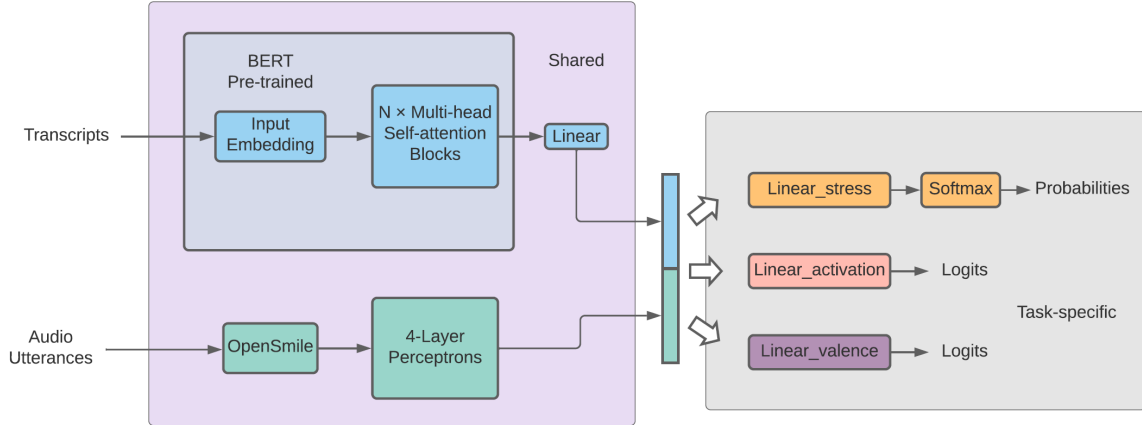 BERT
Pre-trained
Shared
Transcripts
Input
Embedding
N × Multi-head
Self-attention
Blocks
Linear
Linear_stress
Softmax
Probabilities
Linear_activation
Logits
Task-specific
Audio
Utterances
OpenSmile
4-Layer
Perceptrons
Linear_valence
Logits